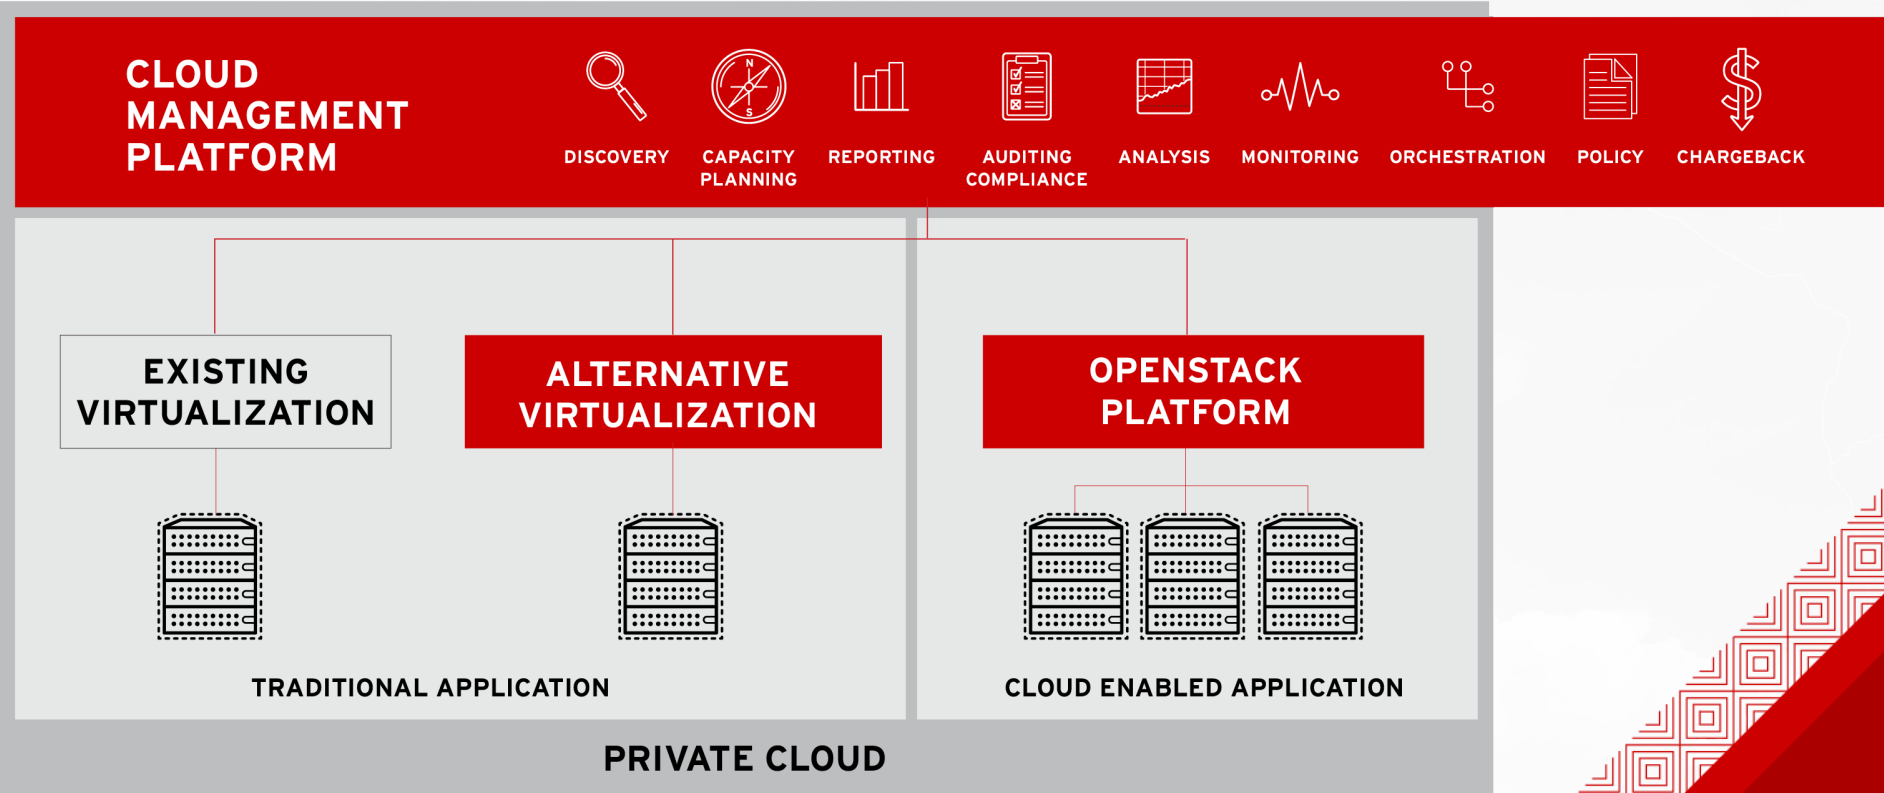 CLOUD
MANAGEMENT
PLATFORM
N
S
DISCOVERY
CAPACITY
PLANNING
REPORTING
AUDITING
COMPLIANCE
ANALYSIS
MONITORING
ORCHESTRATION
POLICY
CHARGEBACK
EXISTING
VIRTUALIZATION
ALTERNATIVE
VIRTUALIZATION
OPENSTACK
PLATFORM
TRADITIONAL APPLICATION
CLOUD ENABLED APPLICATION
PRIVATE CLOUD